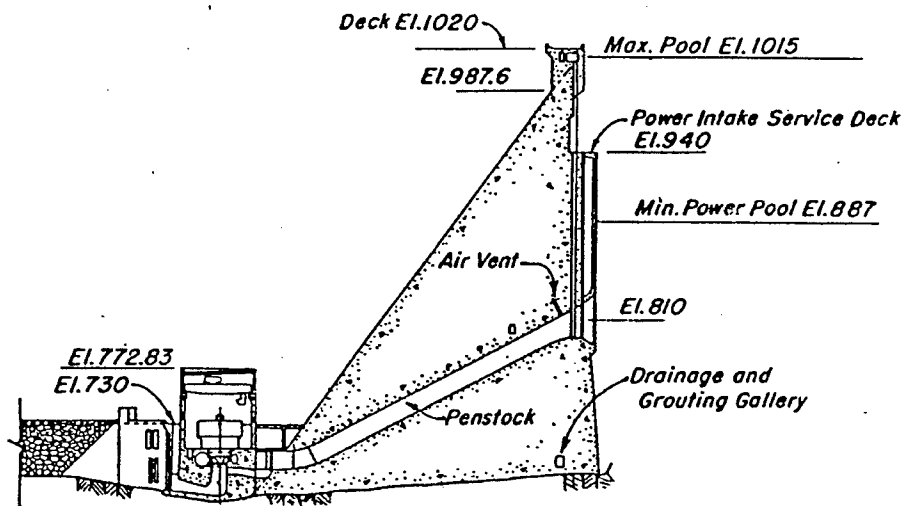 Deck El.1020
Max. Pool El.1015
El.987.6
Power Intake Service Deck
El.940
Min. Power Pool El.887
Air Vent
El.810
El.772.83
El.730
Drainage and
Grouting Gallery
Penstock